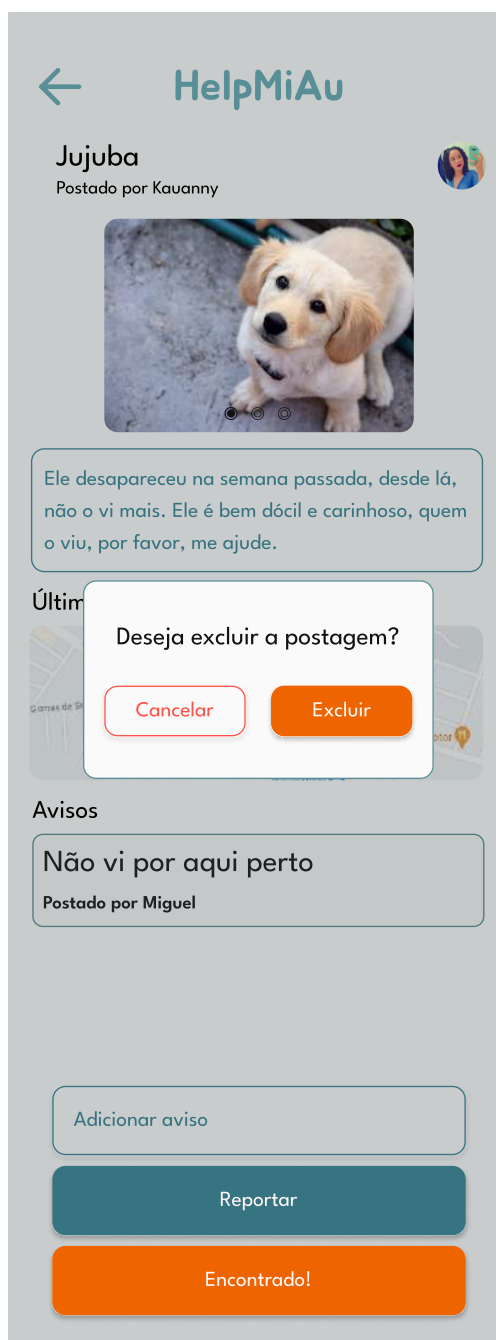 HelpMiAu
Jujuba
Postado por Kauanny
Ele desapareceu na semana passada, desde lá,
não o vi mais. Ele é bem dócil e carinhoso, quem
o viu, por favor, me ajude.
Deseja excluir a postagem?
Cancelar
Excluir
Avisos
Não vi por aqui perto
Postado por Miguel
Adicionar aviso
Reportar
Encontrado!